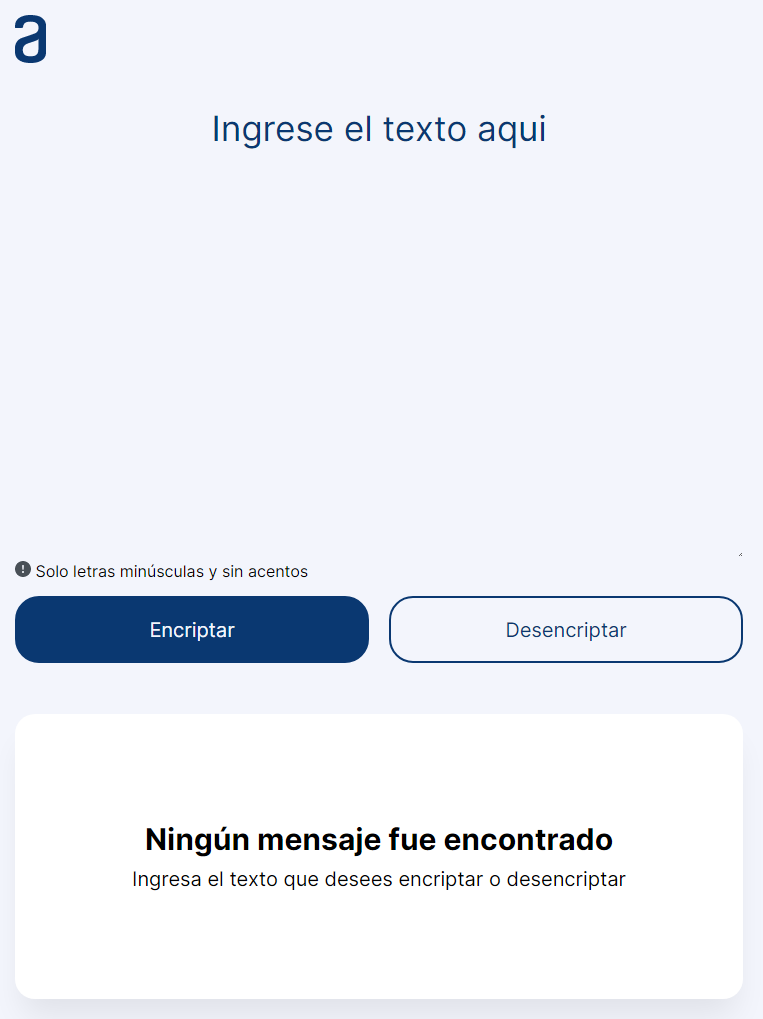 a
Ingrese el texto aqui
Solo letras minúsculas y sin acentos
Encriptar
Desencriptar
Ningún mensaje fue encontrado
Ingresa el texto que desees encriptar o desencriptar